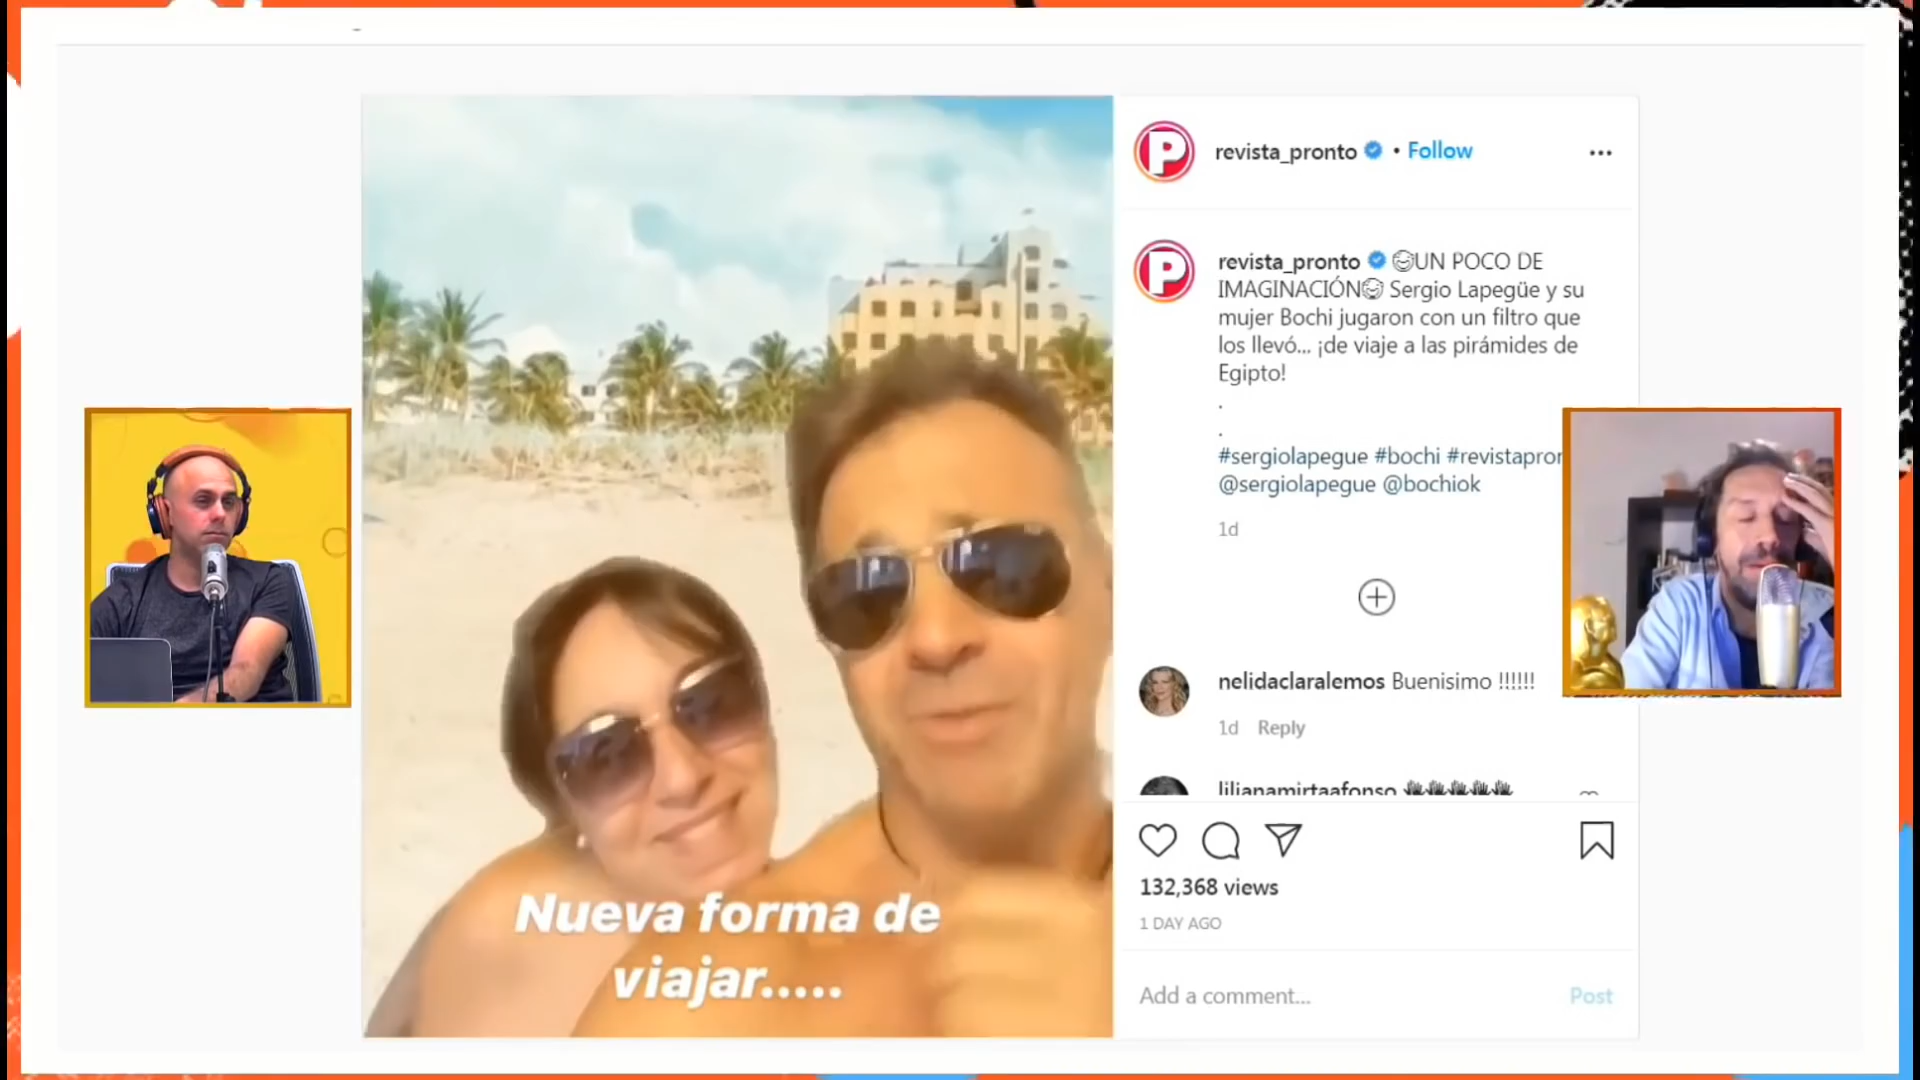 Nueva forma de
viajar.....
P
revista_pronto • Follow
P
revista_pronto UN POCO DE
IMAGINACIÓN Sergio Lapegüe y su
mujer Bochi jugaron con un filtro que
los llevó... ¡de viaje a las pirámides de
Egipto!
.
.
#sergiolapegue #bochi #revistapron
@sergiolapegue @bochiok
1d
nelidaclaralemos Buenisimo !!!!!!
1d Reply
lilianamirtaafonso
132,368 views
1 DAY AGO
Add a comment... Post